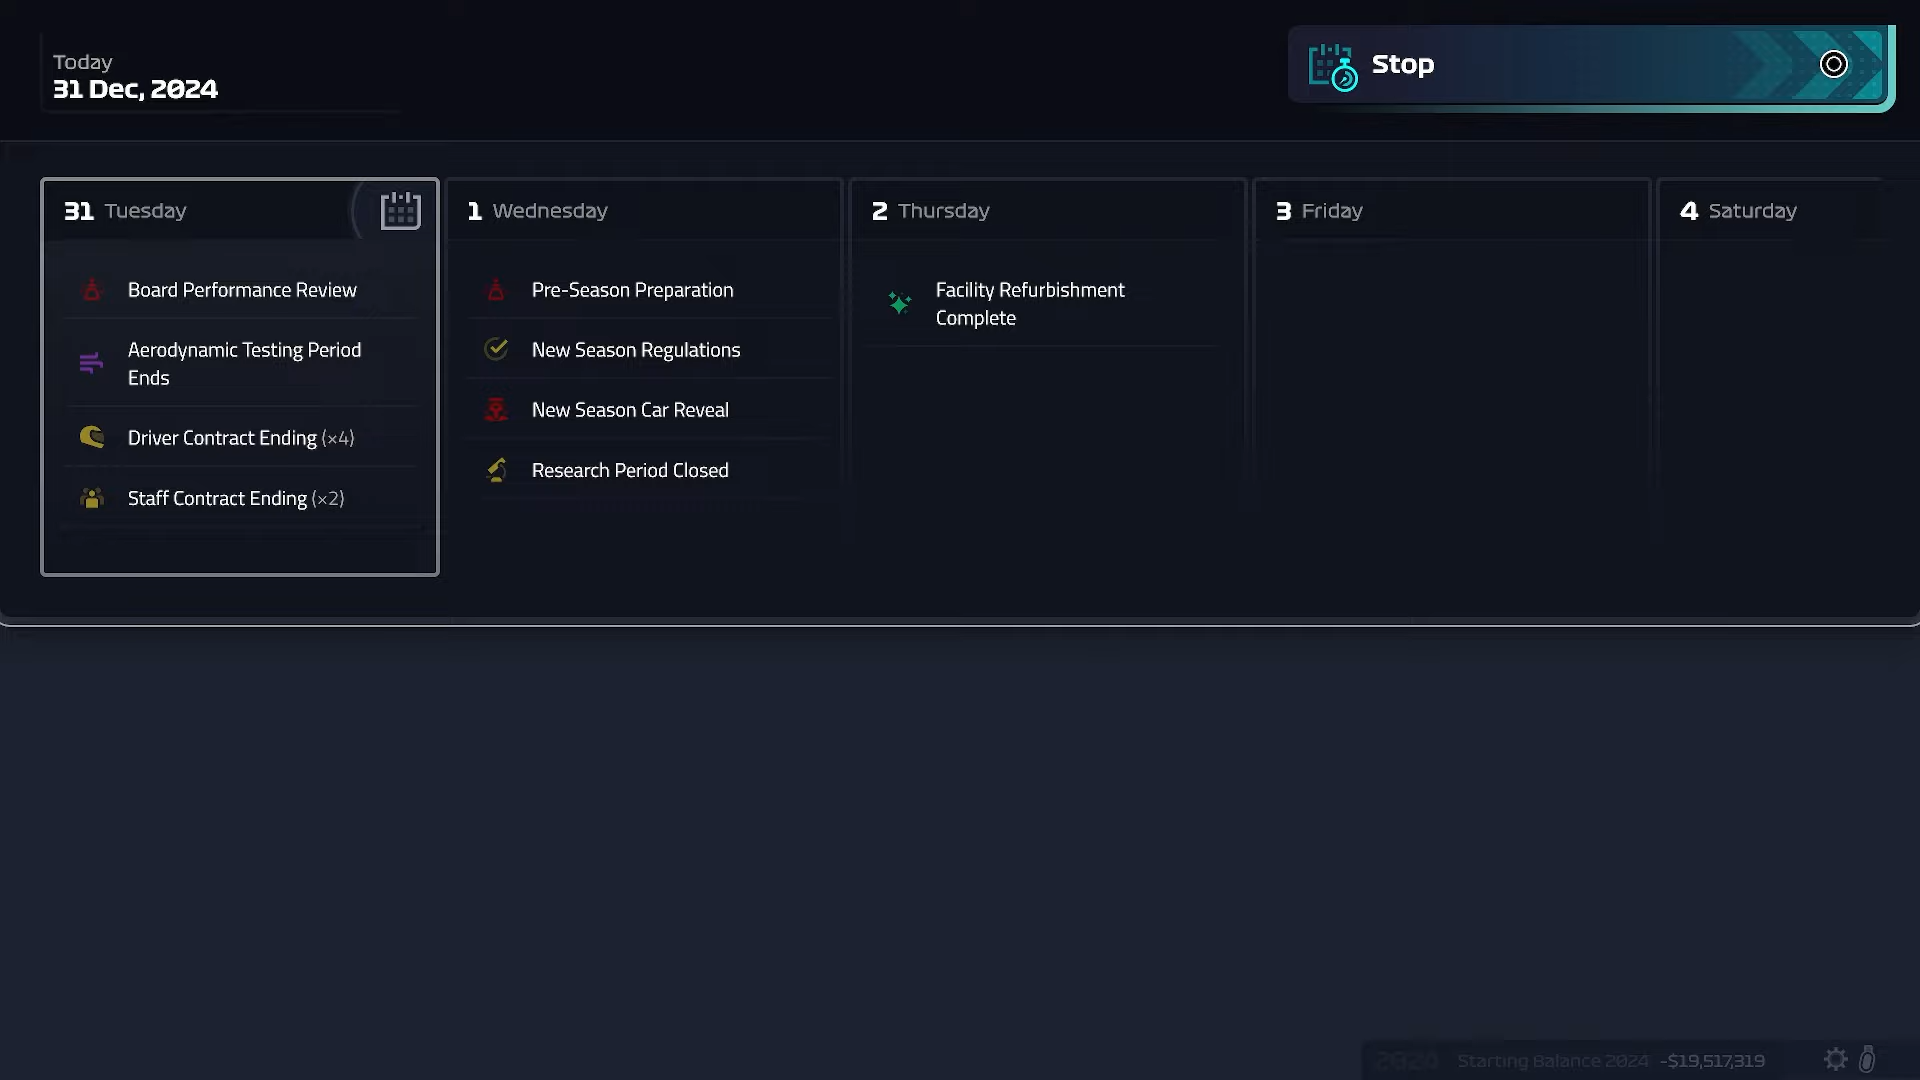 Today
31 Dec, 2024
Stop
31 Tuesday
Board Performance Review
Aerodynamic Testing Period
Ends
Driver Contract Ending (×4)
Staff Contract Ending (×2)
1 Wednesday
Pre-Season Preparation
New Season Regulations
New Season Car Reveal
Research Period Closed
2 Thursday
Facility Refurbishment
Complete
3 Friday
4 Saturday
2024 Starting Balance 2024 -$19,517,319